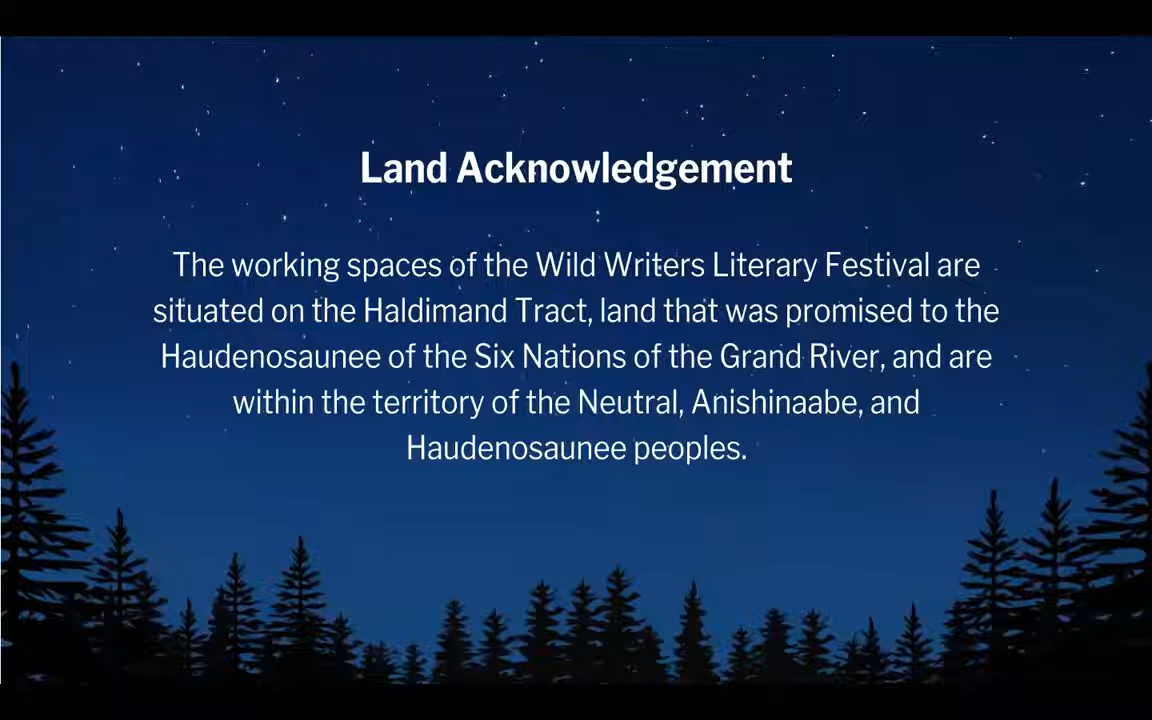 Land Acknowledgement
The working spaces of the Wild Writers Literary Festival are
situated on the Haldimand Tract, land that was promised to the
Haudenosaunee of the Six Nations of the Grand River, and are
within the territory of the Neutral, Anishinaabe, and
Haudenosaunee peoples.